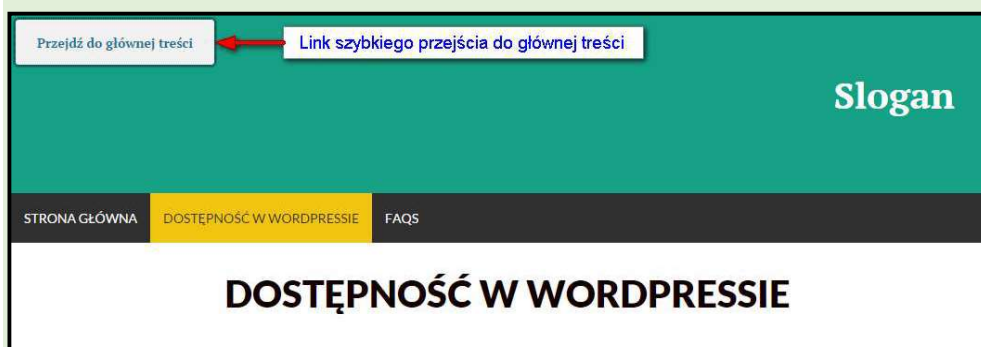 Przejdź do głównej treści
Link szybkiego przejścia do głównej treści
Slogan
STRONA GŁÓWNA
DOSTĘPNOŚĆ W WORDPRESSIE
FAQS
DOSTĘPNOŚĆ W WORDPRESSIE